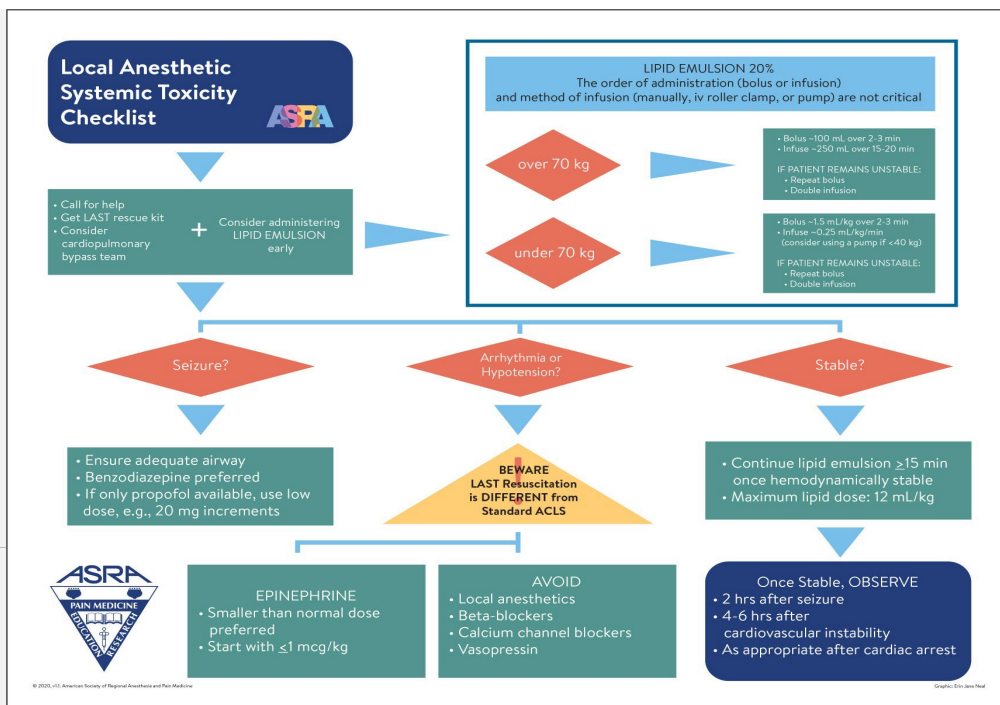 Local Anesthetic
Systemic Toxicity
Checklist
ASRA
• Call for help
• Get LAST rescue kit
• Consider
cardiopulmonary
bypass team
+
Consider administering
LIPID EMULSION
early
LIPID EMULSION 20%
The order of administration (bolus or infusion)
and method of infusion (manually, iv roller clamp, or pump) are not critical
over 70 kg
• Bolus ~100 mL over 2-3 min
• Infuse ~250 mL over 15-20 min
IF PATIENT REMAINS UNSTABLE:
• Repeat bolus
• Double infusion
under 70 kg
• Bolus ~1.5 mL/kg over 2-3 min
• Infuse ~0.25 mL/kg/min
(consider using a pump if <40 kg)
IF PATIENT REMAINS UNSTABLE:
• Repeat bolus
• Double infusion
Seizure?
Arrhythmia or
Hypotension?
Stable?
• Ensure adequate airway
• Benzodiazepine preferred
• If only propofol available, use low
dose, e.g., 20 mg increments
!
BEWARE
LAST Resuscitation
is DIFFERENT from
Standard ACLS
• Continue lipid emulsion ≥15 min
once hemodynamically stable
• Maximum lipid dose: 12 mL/kg
EPINEPHRINE
• Smaller than normal dose
preferred
• Start with ≤1 mcg/kg
AVOID
• Local anesthetics
• Beta-blockers
• Calcium channel blockers
• Vasopressin
Once Stable, OBSERVE
• 2 hrs after seizure
• 4-6 hrs after
cardiovascular instability
• As appropriate after cardiac arrest
ASRA
PAIN MEDICINE
EDUCATION
RESEARCH
© 2020, v1.1. American Society of Regional Anesthesia and Pain Medicine
Graphic: Erin Jane Neal